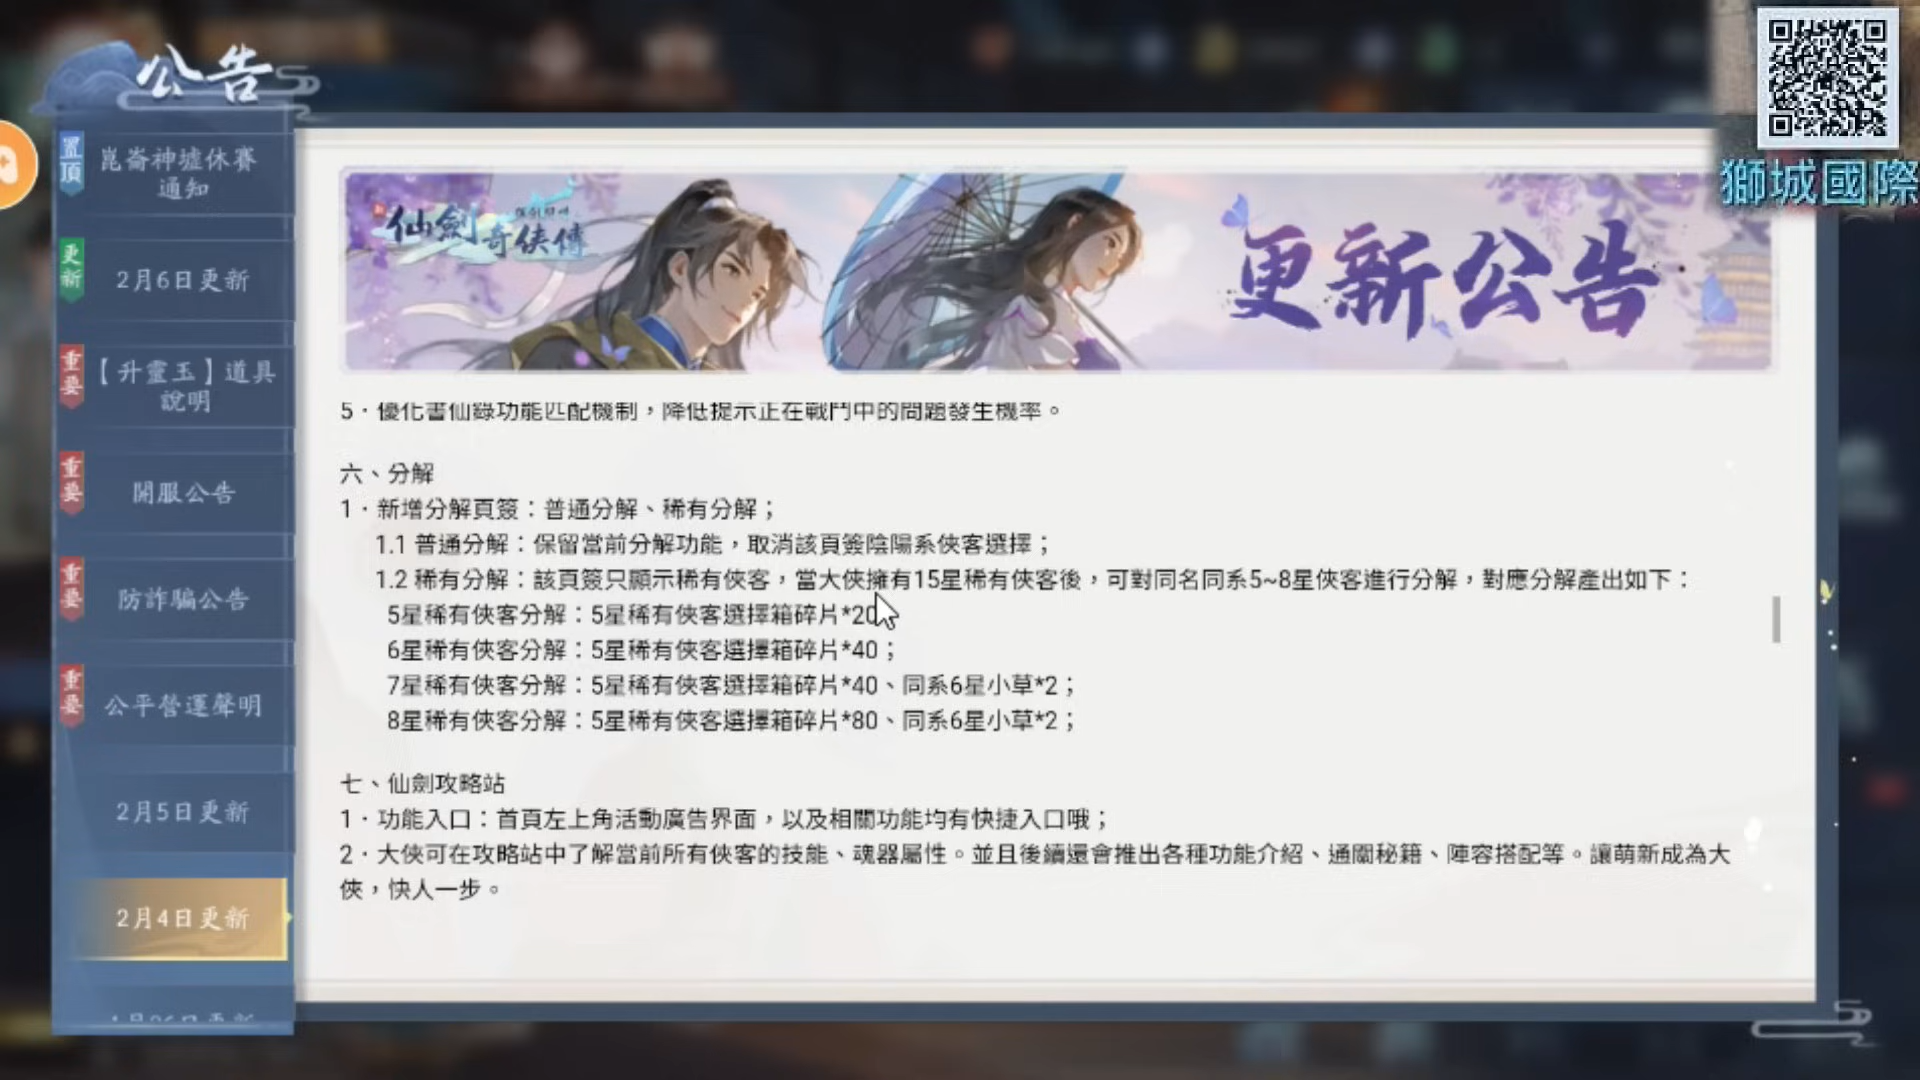 公告
獅城國際
置頂
崑崙神墟休賽
通知
更新
2月6日更新
重要
【升靈玉】道具
說明
重要
開服公告
重要
防詐騙公告
重要
公平營運聲明
2月5日更新
2月4日更新
仙劍奇俠傳
更新公告
5．優化書仙錄功能匹配機制，降低提示正在戰鬥中的問題發生機率。
六、分解
1．新增分解頁簽：普通分解、稀有分解；
1.1 普通分解：保留當前分解功能，取消該頁簽陰陽系俠客選擇；
1.2 稀有分解：該頁簽只顯示稀有俠客，當大俠擁有15星稀有俠客後，可對同名同系5~8星俠客進行分解，對應分解產出如下：
5星稀有俠客分解：5星稀有俠客選擇箱碎片*20
6星稀有俠客分解：5星稀有俠客選擇箱碎片*40；
7星稀有俠客分解：5星稀有俠客選擇箱碎片*40、同系6星小草*2；
8星稀有俠客分解：5星稀有俠客選擇箱碎片*80、同系6星小草*2；
七、仙劍攻略站
1．功能入口：首頁左上角活動廣告界面，以及相關功能均有快捷入口哦；
2．大俠可在攻略站中了解當前所有俠客的技能、魂器屬性。並且後續還會推出各種功能介紹、通關秘籍、陣容搭配等。讓萌新成為大
俠，快人一步。